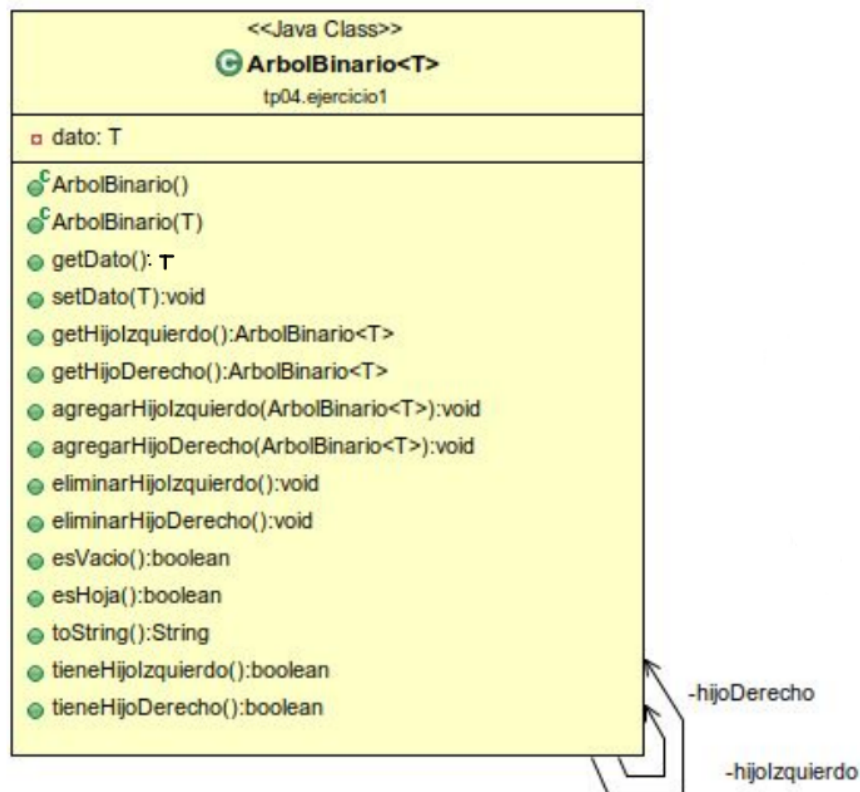 <<Java Class>>
ArbolBinario<T>
tp04.ejercicio1
dato: T
ArbolBinario()
ArbolBinario(T)
getDato(): T
setDato(T):void
getHijoIzquierdo():ArbolBinario<T>
getHijoDerecho():ArbolBinario<T>
agregarHijoIzquierdo(ArbolBinario<T>):void
agregarHijoDerecho(ArbolBinario<T>):void
eliminarHijoIzquierdo():void
eliminarHijoDerecho():void
esVacio():boolean
esHoja():boolean
toString():String
tieneHijoIzquierdo():boolean
tieneHijoDerecho():boolean
-hijoDerecho
-hijoIzquierdo